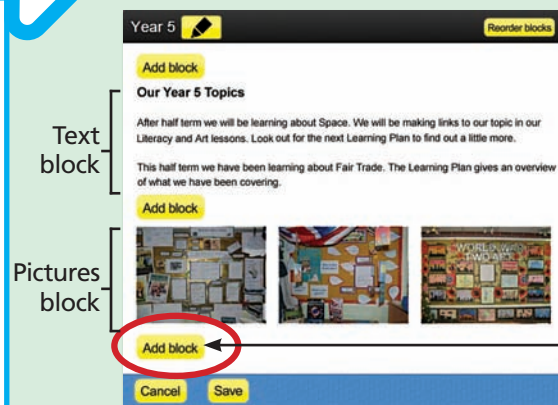 Year 5
Reorder blocks
Add block
Our Year 5 Topics
After half term we will be learning about Space. We will be making links to our topic in our
Literacy and Art lessons. Look out for the next Learning Plan to find out a little more.
This half term we have been learning about Fair Trade. The Learning Plan gives an overview
of what we have been covering.
Text
block
Add block
WORLD WAR
TWO ART
Pictures
block
Add block
Cancel
Save